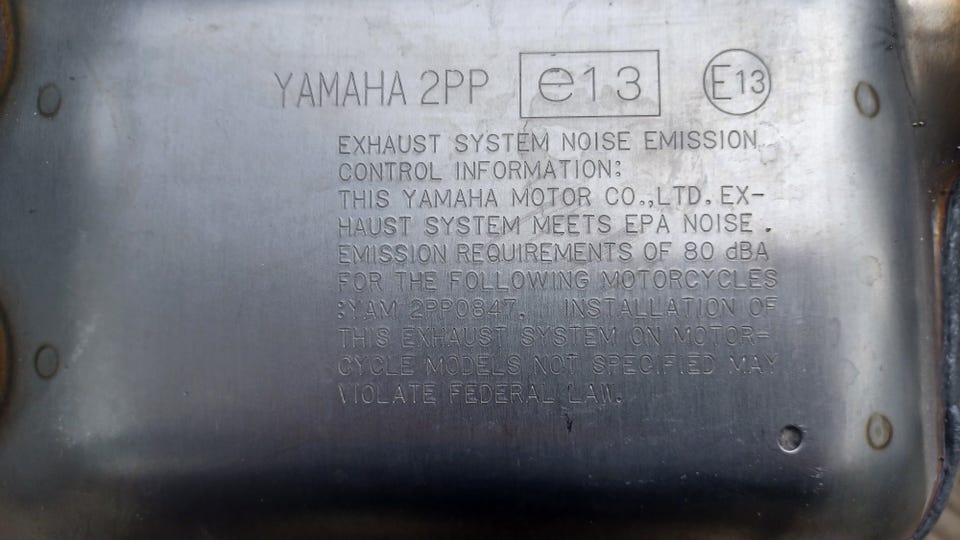 YAMAHA 2PP e13 E13
EXHAUST SYSTEM NOISE EMISSION
CONTROL INFORMATION:
THIS YAMAHA MOTOR CO.,LTD. EX-
HAUST SYSTEM MEETS EPA NOISE.
EMISSION REQUIREMENTS OF 80 dBA
FOR THE FOLLOWING MOTORCYCLES
:YAM 2PP0847. INSTALLATION OF
THIS EXHAUST SYSTEM ON MOTOR-
CYCLE MODELS NOT SPECIFIED MAY
VIOLATE FEDERAL LAW.